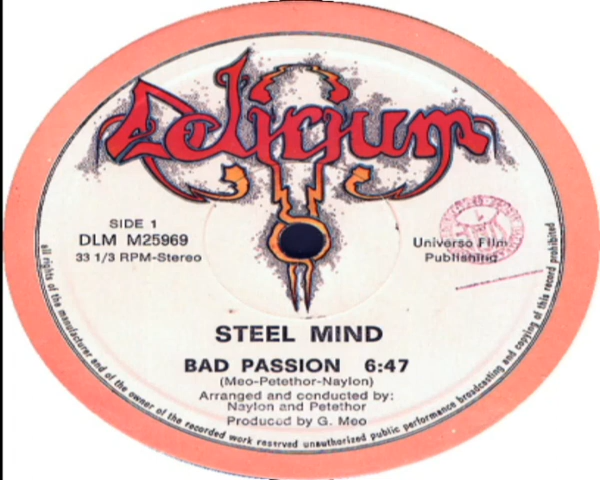 Delirium
SIDE 1
DLM M25969
33 1/3 RPM-Stereo
Universo Film
Publishing
STEEL MIND
BAD PASSION 6:47
(Meo-Petethor-Naylon)
Arranged and conducted by:
Naylon and Petethor
Produced by G. Meo
all rights of the manufacturer and of the owner of the recorded work reserved unauthorized public performance broadcasting and copying of this record prohibited